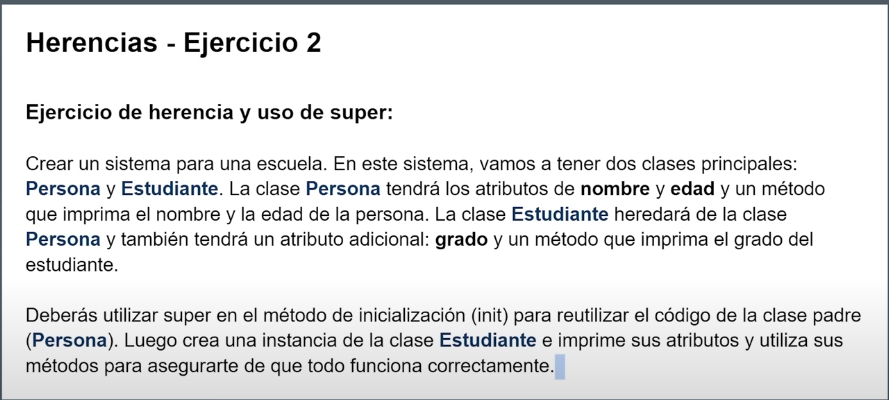 Herencias - Ejercicio 2
Ejercicio de herencia y uso de super:
Crear un sistema para una escuela. En este sistema, vamos a tener dos clases principales:
Persona y Estudiante. La clase Persona tendrá los atributos de nombre y edad y un método
que imprima el nombre y la edad de la persona. La clase Estudiante heredará de la clase
Persona y también tendrá un atributo adicional: grado y un método que imprima el grado del
estudiante.
Deberás utilizar super en el método de inicialización (init) para reutilizar el código de la clase padre
(Persona). Luego crea una instancia de la clase Estudiante e imprime sus atributos y utiliza sus
métodos para asegurarte de que todo funciona correctamente.